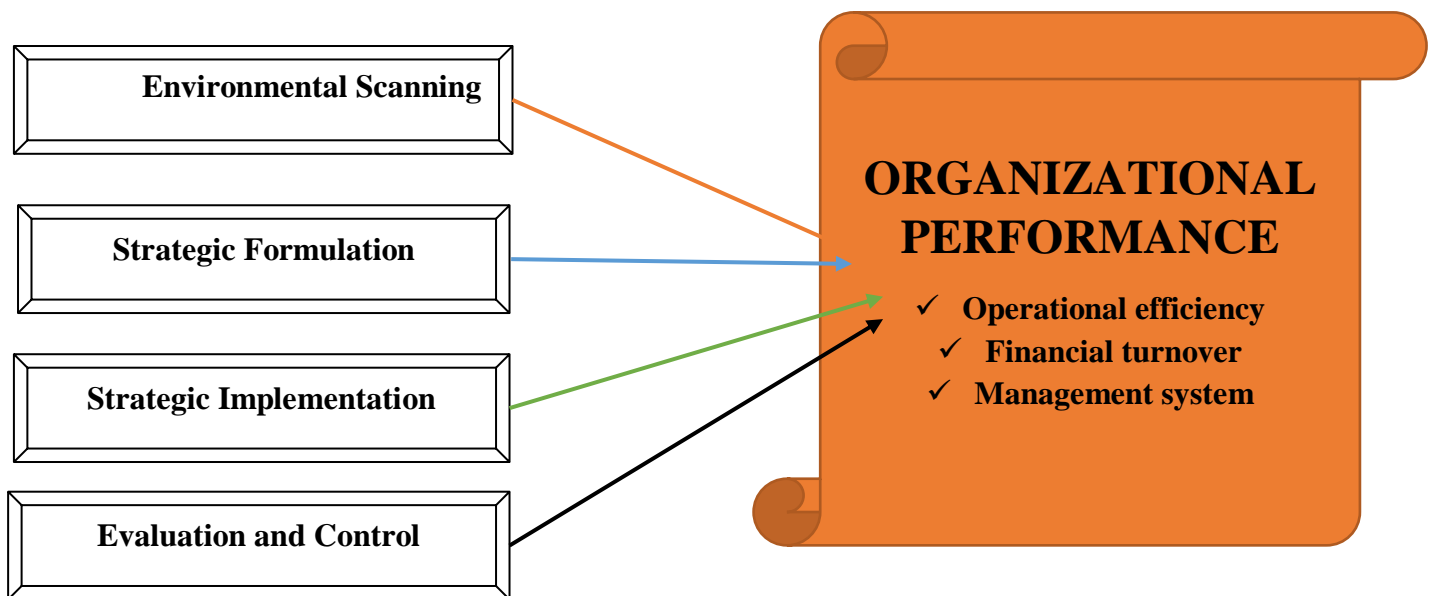 Environmental Scanning
Strategic Formulation
Strategic Implementation
Evaluation and Control
ORGANIZATIONAL
PERFORMANCE
✓ Operational efficiency
✓ Financial turnover
✓ Management system